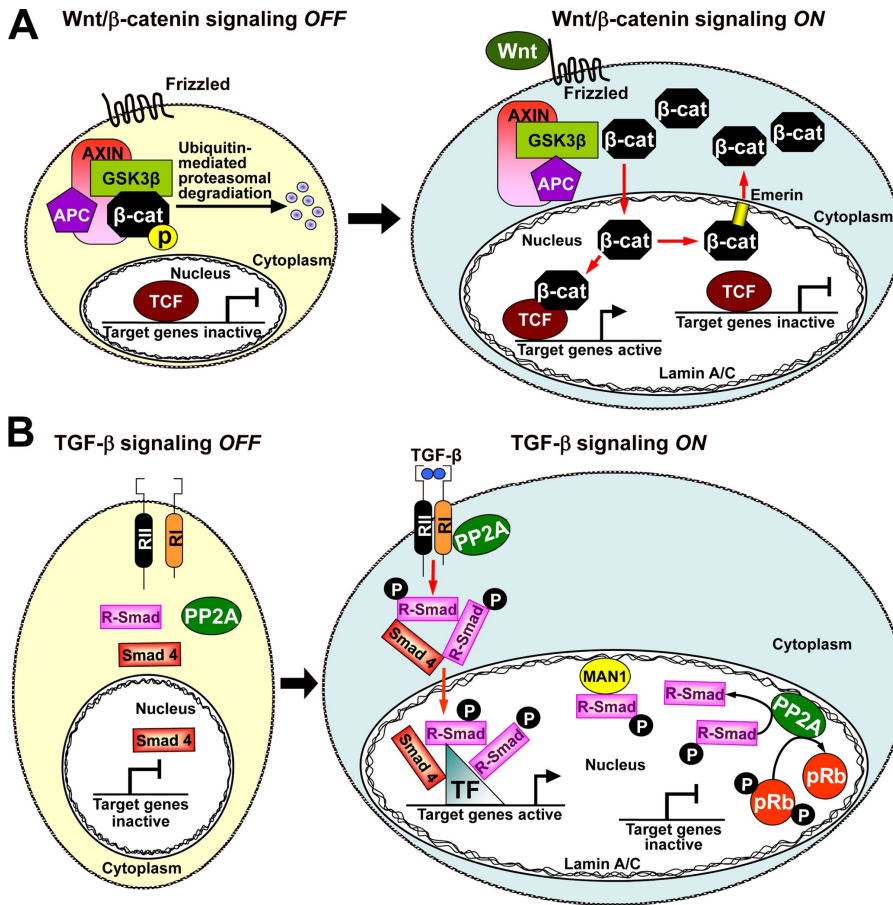 A
Wnt/β-catenin signaling OFF
Frizzled
AXIN
GSK3β
APC
β-cat
p
Ubiquitin-
mediated
proteasomal
degradation
Cytoplasm
Nucleus
TCF
Target genes inactive
Wnt/β-catenin signaling ON
Wnt
Frizzled
AXIN
GSK3β
APC
β-cat
β-cat
β-cat
β-cat
Emerin
Cytoplasm
Nucleus
β-cat
β-cat
β-cat
TCF
Target genes active
TCF
Target genes inactive
Lamin A/C
B
TGF-β signaling OFF
RII
RI
R-Smad
PP2A
Smad 4
Nucleus
Smad 4
Target genes
inactive
Cytoplasm
TGF-β signaling ON
TGF-β
RII
RI
PP2A
P
R-Smad
P
R-Smad
Smad 4
Cytoplasm
P
R-Smad
P
R-Smad
Smad 4
TF
Target genes active
MAN1
R-Smad
P
Nucleus
R-Smad
PP2A
R-Smad
P
pRb
P
pRb
P
Target genes
inactive
Lamin A/C